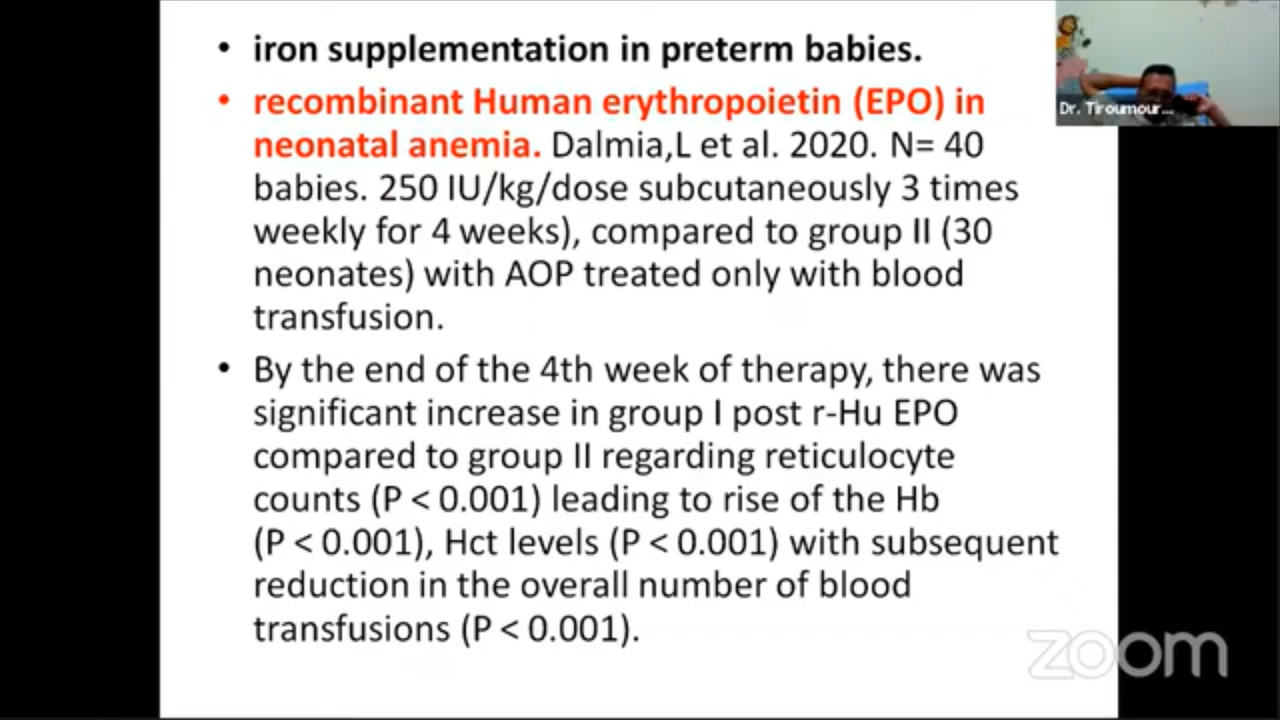 • iron supplementation in preterm babies.
• recombinant Human erythropoietin (EPO) in
neonatal anemia. Dalmia,L et al. 2020. N= 40
babies. 250 IU/kg/dose subcutaneously 3 times
weekly for 4 weeks), compared to group II (30
neonates) with AOP treated only with blood
transfusion.
• By the end of the 4th week of therapy, there was
significant increase in group I post r-Hu EPO
compared to group II regarding reticulocyte
counts (P < 0.001) leading to rise of the Hb
(P < 0.001), Hct levels (P < 0.001) with subsequent
reduction in the overall number of blood
transfusions (P < 0.001).
Dr. Tiroumour...
zoom